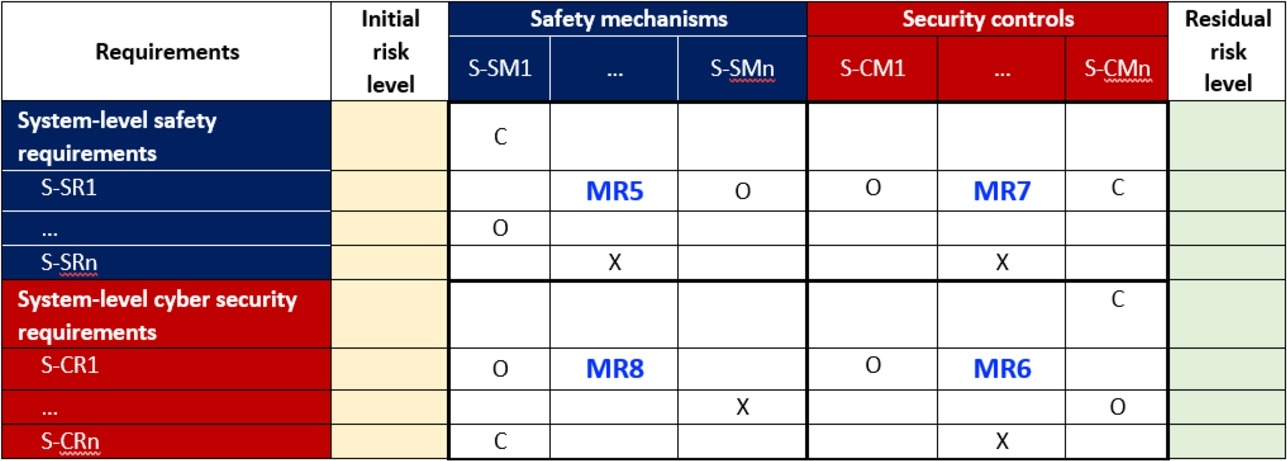 Requirements
Initial
risk
level
Safety mechanisms
Security controls
Residual
risk
level
S-SM1
...
S-SMn
S-CM1
...
S-CMn
System-level safety
requirements
C
S-SR1
MR5
O
O
MR7
C
...
O
S-SRn
X
X
System-level cyber security
requirements
C
S-CR1
O
MR8
O
MR6
...
X
O
S-CRn
C
X